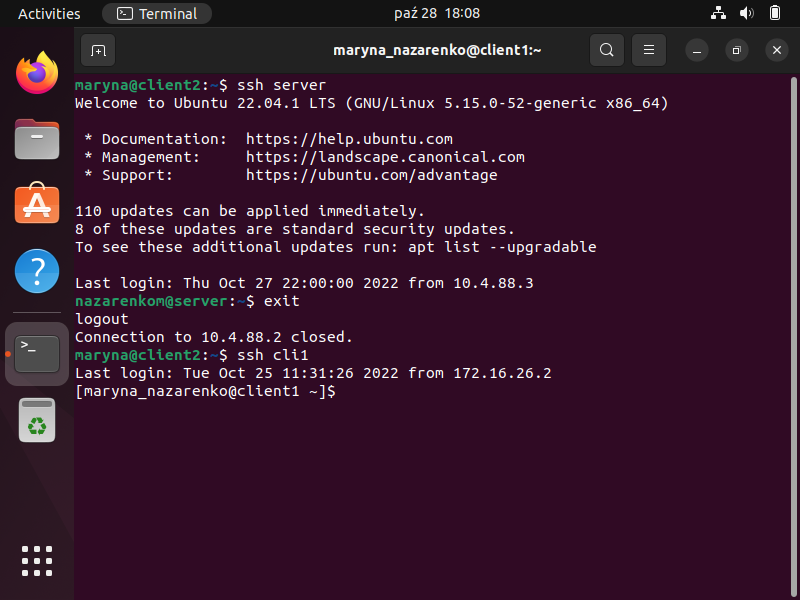 Activities
Terminal
paź 28 18:08
maryna_nazarenko@client1:~
maryna@client2:~$ ssh server
Welcome to Ubuntu 22.04.1 LTS (GNU/Linux 5.15.0-52-generic x86_64)
* Documentation:  https://help.ubuntu.com
* Management:     https://landscape.canonical.com
* Support:        https://ubuntu.com/advantage
110 updates can be applied immediately.
8 of these updates are standard security updates.
To see these additional updates run: apt list --upgradable
Last login: Thu Oct 27 22:00:00 2022 from 10.4.88.3
nazarenkom@server:~$ exit
logout
Connection to 10.4.88.2 closed.
maryna@client2:~$ ssh cli1
Last login: Tue Oct 25 11:31:26 2022 from 172.16.26.2
[maryna_nazarenko@client1 ~]$